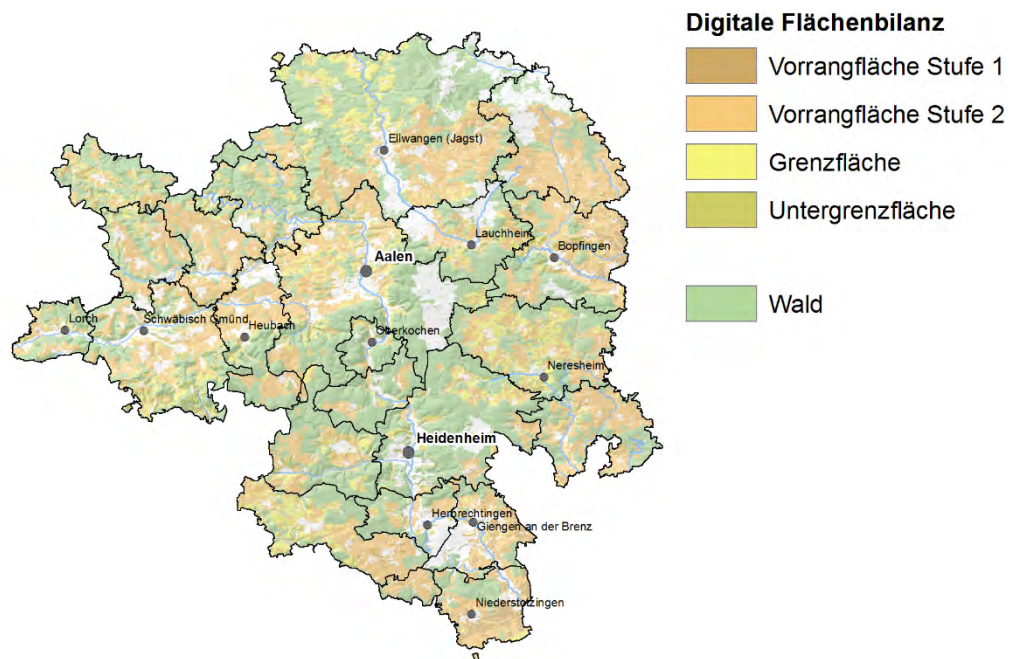 Digitale Flächenbilanz
Vorrangfläche Stufe 1
Vorrangfläche Stufe 2
Grenzfläche
Untergrenzfläche
Wald
Ellwangen (Jagst)
Lauchheim
Bopfingen
Aalen
Lorch
Schwäbisch Gmünd
Heubach
Oberkochen
Neresheim
Heidenheim
Herbrechtingen
Giengen an der Brenz
Niederstotzingen